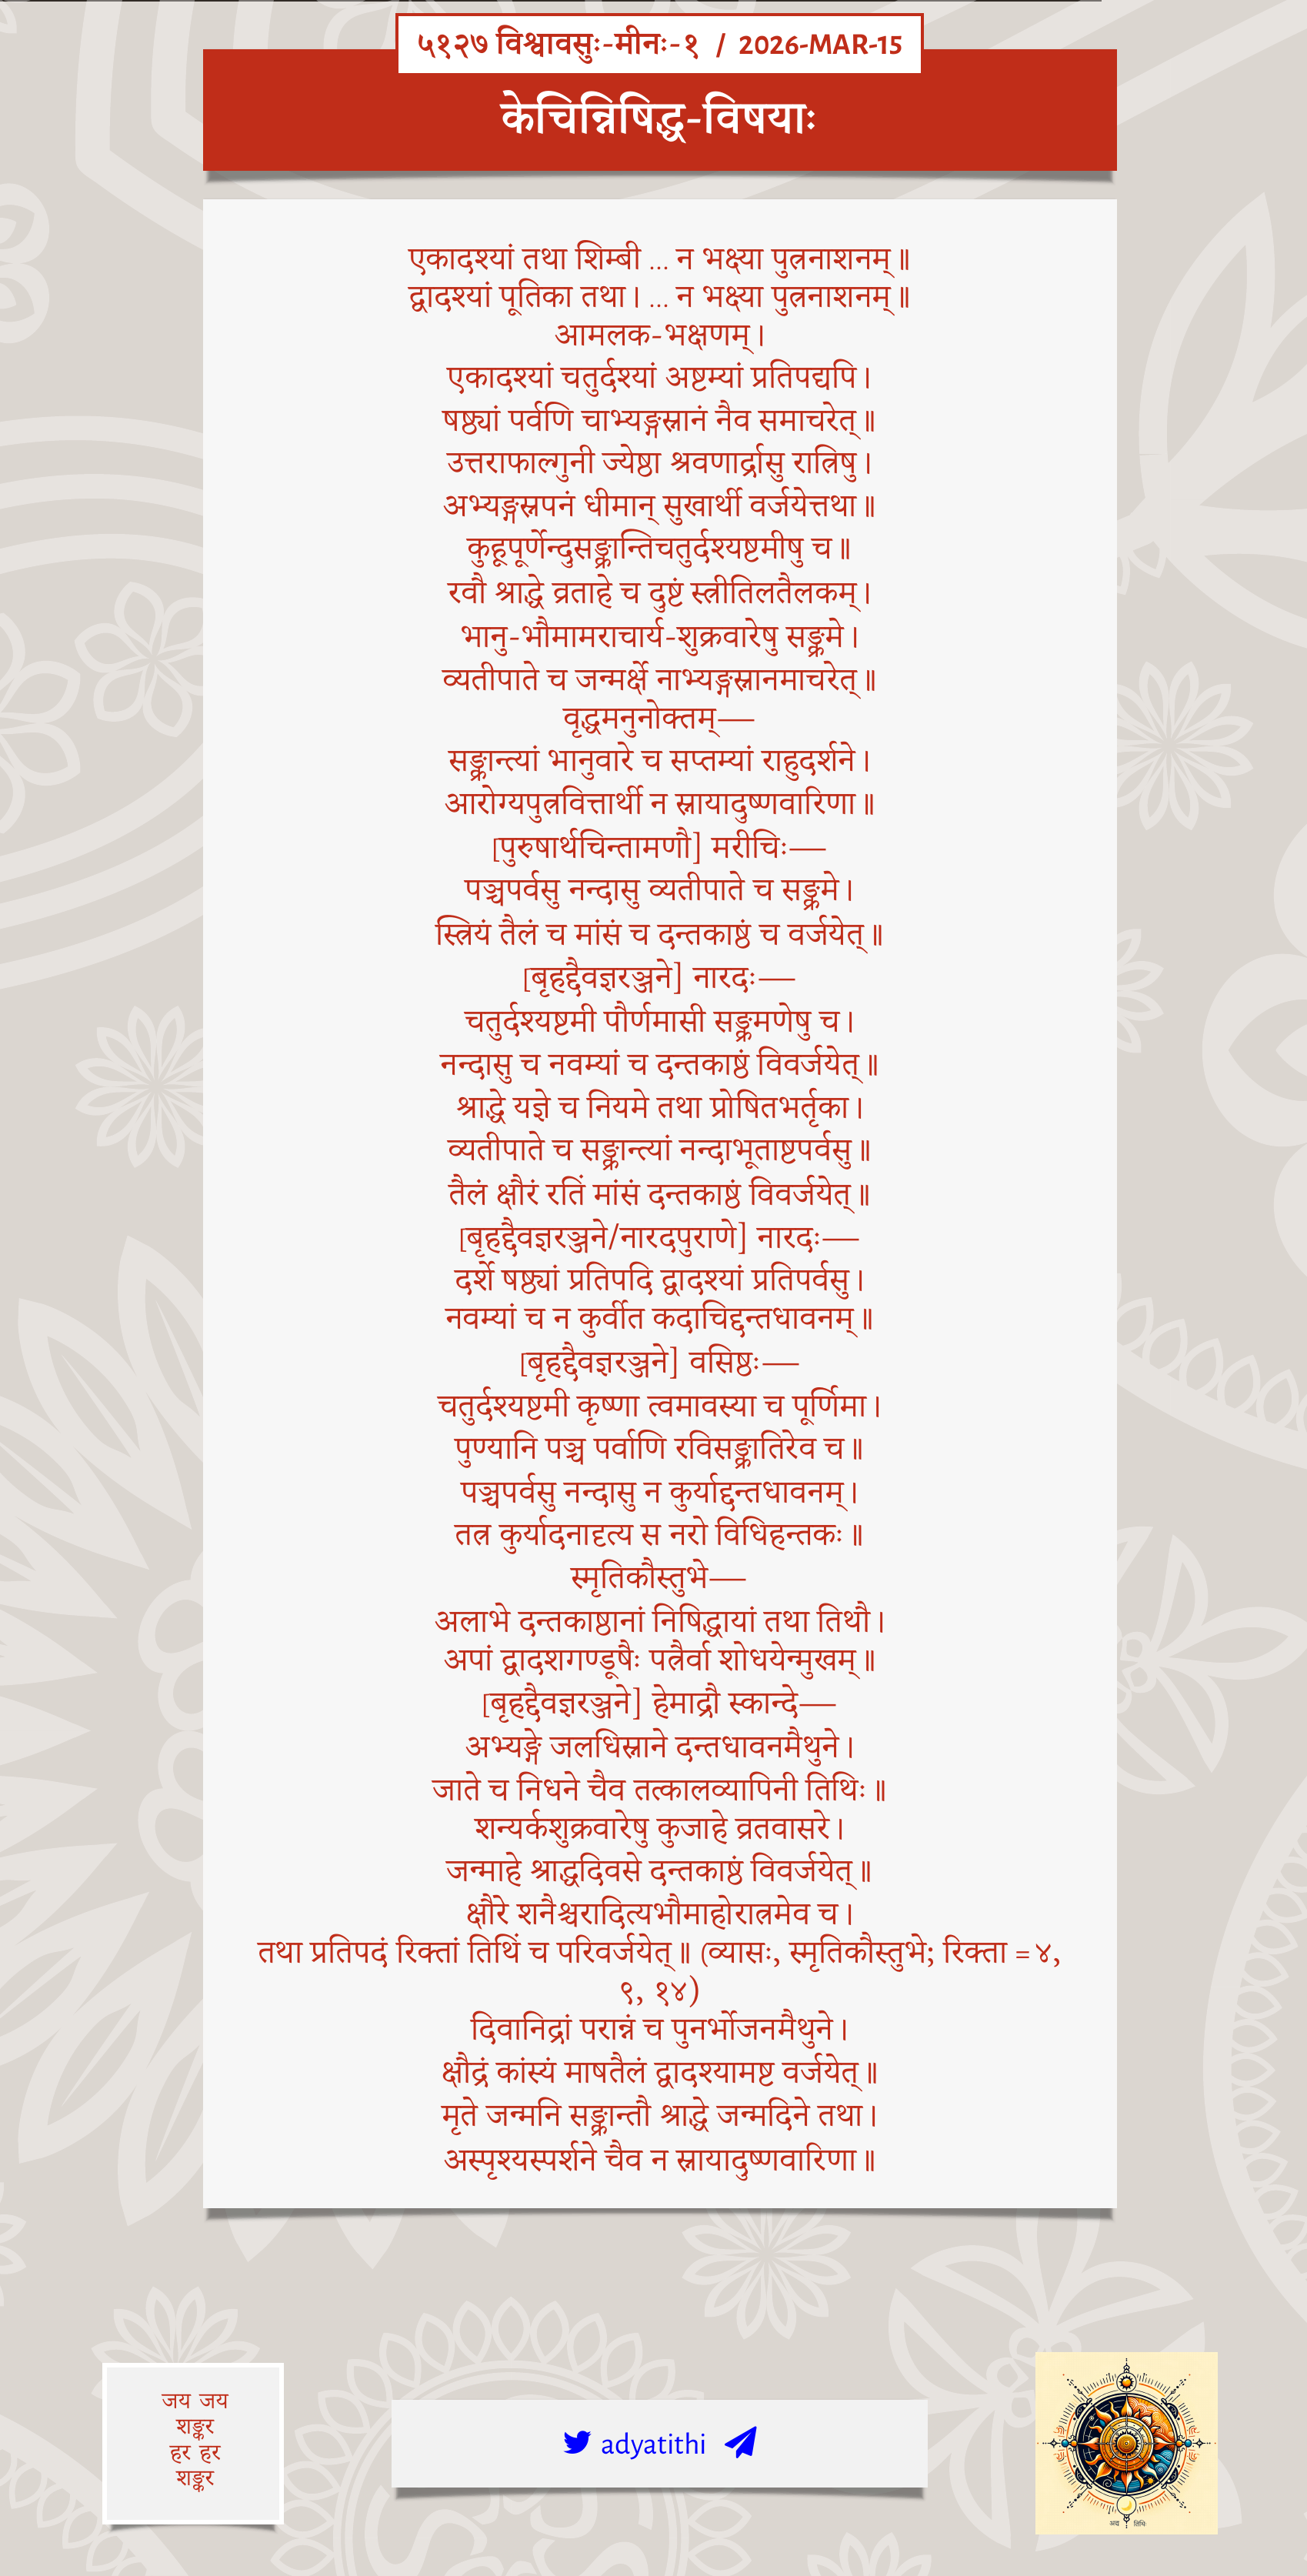 ५१२७ विश्वावसुः-मीनः-१ / 2026-MAR-15
केचिन्निषिद्ध-विषयाः
एकादश्यां तथा शिम्बी ... न भक्ष्या पुत्रनाशनम्॥
द्वादश्यां पूतिका तथा। ... न भक्ष्या पुत्रनाशनम्॥
आमलक-भक्षणम्।
एकादश्यां चतुर्दश्यां अष्टम्यां प्रतिपद्यपि।
षष्ठ्यां पर्वणि चाभ्यङ्गस्नानं नैव समाचरेत्॥
उत्तराफाल्गुनी ज्येष्ठा श्रवणार्द्रासु रात्रिषु।
अभ्यङ्गस्नपनं धीमान् सुखार्थी वर्जयेत्तथा॥
कुहूपूर्णेन्दुसङ्क्रान्तिचतुर्दश्यष्टमीषु च॥
रवौ श्राद्धे व्रताहे च दुष्टं स्त्रीतिलतैलकम्।
भानु-भौमामराचार्य-शुक्रवारेषु सङ्क्रमे।
व्यतीपाते च जन्मर्क्षे नाभ्यङ्गस्नानमाचरेत्॥
वृद्धमनुनोक्तम्—
सङ्क्रान्त्यां भानुवारे च सप्तम्यां राहुदर्शने।
आरोग्यपुत्रवित्तार्थी न स्नायादुष्णवारिणा॥
[पुरुषार्थचिन्तामणौ] मरीचिः—
पञ्चपर्वसु नन्दासु व्यतीपाते च सङ्क्रमे।
स्त्रियं तैलं च मांसं च दन्तकाष्ठं च वर्जयेत्॥
[बृहद्दैवज्ञरञ्जने] नारदः—
चतुर्दश्यष्टमी पौर्णमासी सङ्क्रमणेषु च।
नन्दासु च नवम्यां च दन्तकाष्ठं विवर्जयेत्॥
श्राद्धे यज्ञे च नियमे तथा प्रोषितभर्तृका।
व्यतीपाते च सङ्क्रान्त्यां नन्दाभूताष्टपर्वसु॥
तैलं क्षौरं रतिं मांसं दन्तकाष्ठं विवर्जयेत्॥
[बृहद्दैवज्ञरञ्जने/नारदपुराणे] नारदः—
दर्शे षष्ठ्यां प्रतिपदि द्वादश्यां प्रतिपर्वसु।
नवम्यां च न कुर्वीत कदाचिद्दन्तधावनम्॥
[बृहद्दैवज्ञरञ्जने] वसिष्ठः—
चतुर्दश्यष्टमी कृष्णा त्वमावस्या च पूर्णिमा।
पुण्यानि पञ्च पर्वाणि रविसङ्क्रातिरेव च॥
पञ्चपर्वसु नन्दासु न कुर्याद्दन्तधावनम्।
तत्र कुर्यादनादृत्य स नरो विधिहन्तकः॥
स्मृतिकौस्तुभे—
अलाभे दन्तकाष्ठानां निषिद्धायां तथा तिथौ।
अपां द्वादशगण्डूषैः पत्रैर्वा शोधयेन्मुखम्॥
[बृहद्दैवज्ञरञ्जने] हेमाद्रौ स्कान्दे—
अभ्यङ्गे जलधिस्नाने दन्तधावनमैथुने।
जाते च निधने चैव तत्कालव्यापिनी तिथिः॥
शन्यर्कशुक्रवारेषु कुजाहे व्रतवासरे।
जन्माहे श्राद्धदिवसे दन्तकाष्ठं विवर्जयेत्॥
क्षौरे शनैश्चरादित्यभौमाहोरात्रमेव च।
तथा प्रतिपदं रिक्तां तिथिं च परिवर्जयेत्॥ (व्यासः, स्मृतिकौस्तुभे; रिक्ता = ४,
९, १४)
दिवानिद्रां परान्नं च पुनर्भोजनमैथुने।
क्षौद्रं कांस्यं माषतैलं द्वादश्यामष्ट वर्जयेत्॥
मृते जन्मनि सङ्क्रान्तौ श्राद्धे जन्मदिने तथा।
अस्पृश्यस्पर्शने चैव न स्नायादुष्णवारिणा॥
जय जय
शङ्कर
हर हर
शङ्कर
adyatithi
अद्य तिथिः